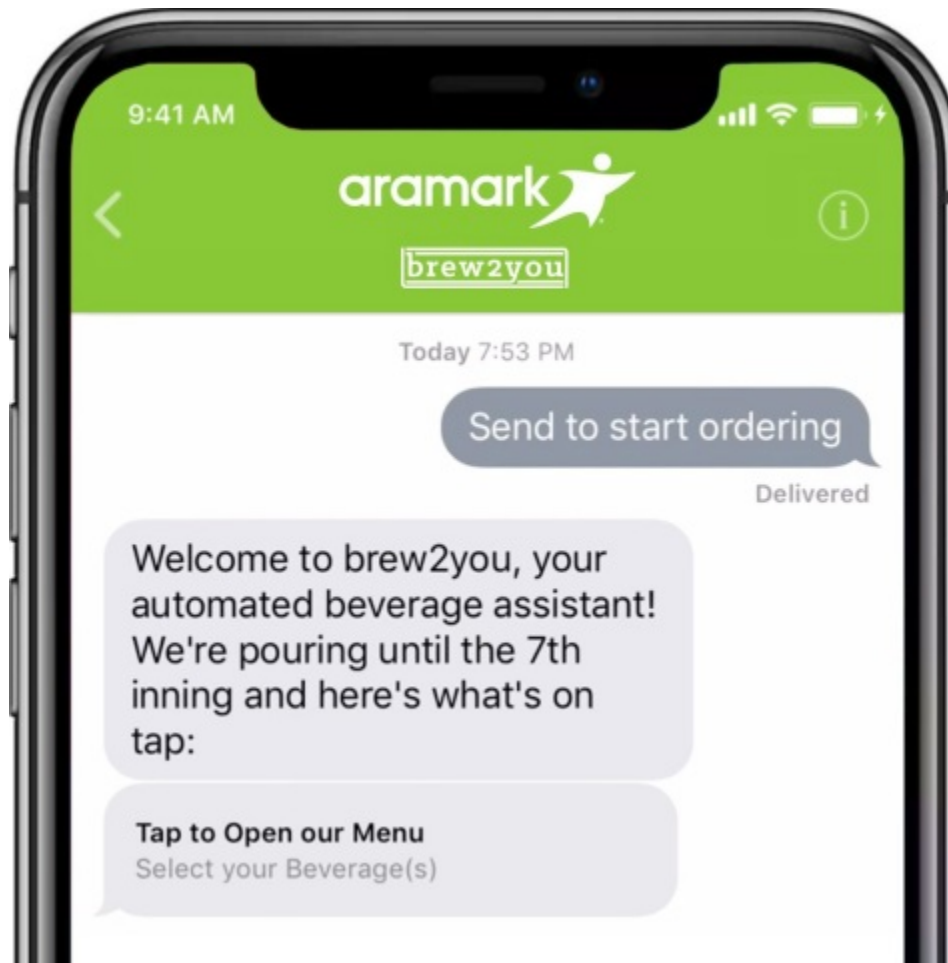 9:41 AM
aramark
brew2you
Today 7:53 PM
Send to start ordering
Delivered
Welcome to brew2you, your
automated beverage assistant!
We're pouring until the 7th
inning and here's what's on
tap:
Tap to Open our Menu
Select your Beverage(s)